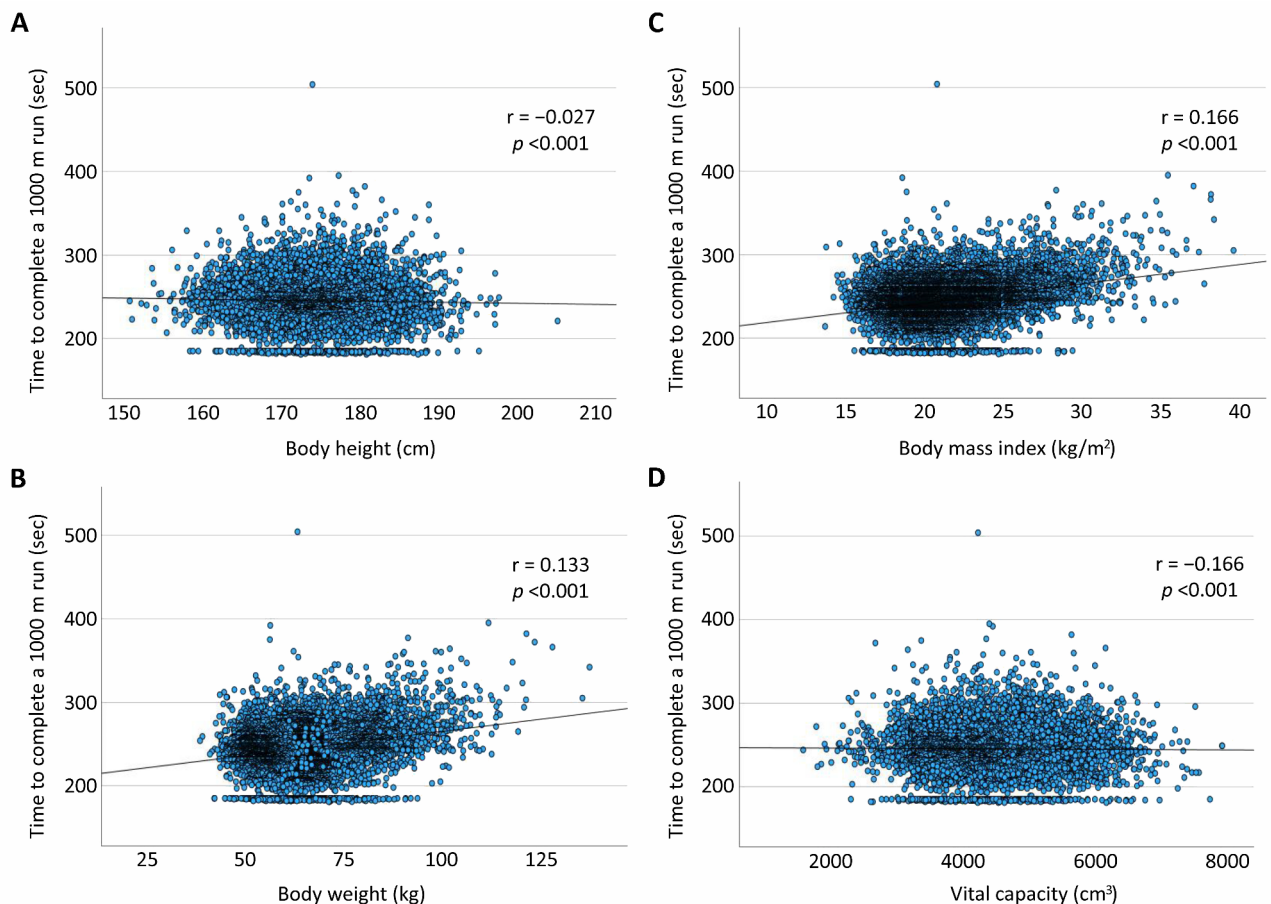 A
Time to complete a 1000 m run (sec)
500
400
300
200
r = −0.027
p <0.001
150 160 170 180 190 200 210
Body height (cm)
B
Time to complete a 1000 m run (sec)
500
400
300
200
r = 0.133
p <0.001
25 50 75 100 125
Body weight (kg)
C
Time to complete a 1000 m run (sec)
500
400
300
200
r = 0.166
p <0.001
10 15 20 25 30 35 40
Body mass index (kg/m²)
D
Time to complete a 1000 m run (sec)
500
400
300
200
r = −0.166
p <0.001
2000 4000 6000 8000
Vital capacity (cm³)